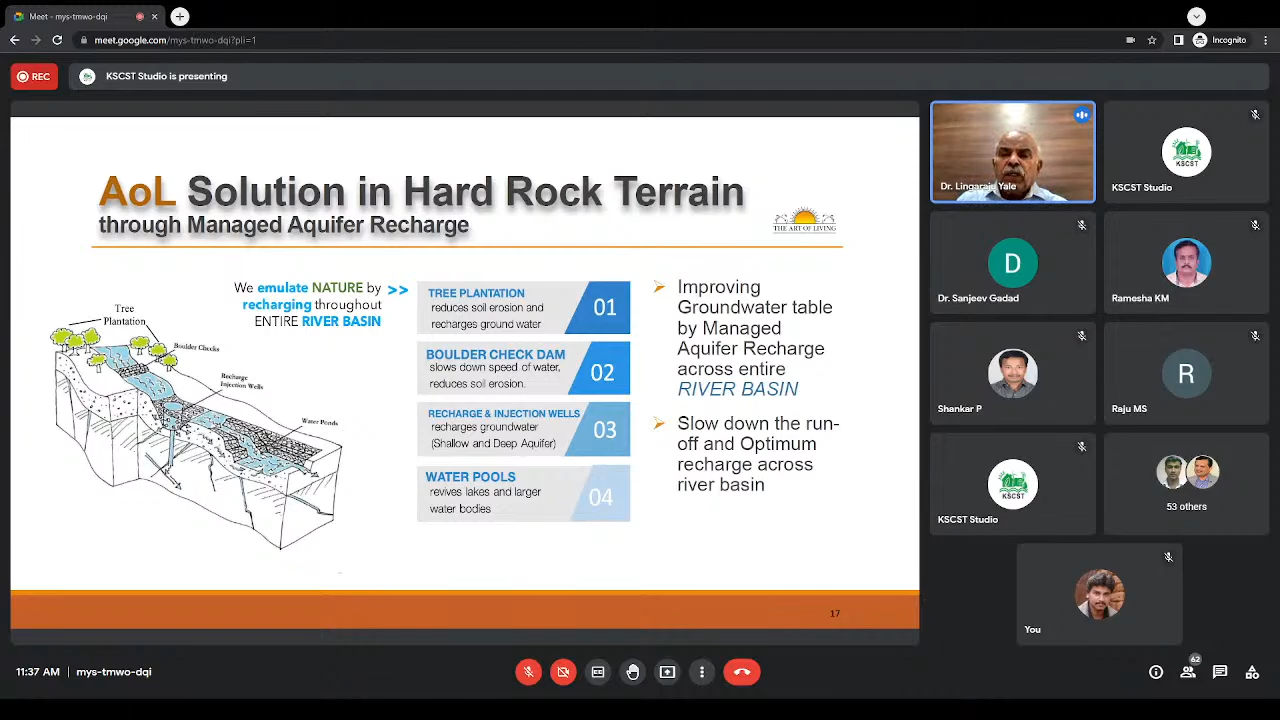 Meet - mys-tmwo-dqi
meet.google.com/mys-tmwo-dqi?pli=1
Incognito
REC
KSCST Studio is presenting
AoL Solution in Hard Rock Terrain
through Managed Aquifer Recharge
THE ART OF LIVING
We emulate NATURE by >>
recharging throughout
ENTIRE RIVER BASIN
Tree
Plantation
Boulder Checks
Recharge
Injection Wells
Water Ponds
TREE PLANTATION
reduces soil erosion and
recharges ground water
01
BOULDER CHECK DAM
slows down speed of water,
reduces soil erosion.
02
RECHARGE & INJECTION WELLS
recharges groundwater
(Shallow and Deep Aquifer)
03
WATER POOLS
revives lakes and larger
water bodies
04
Improving
Groundwater table
by Managed
Aquifer Recharge
across entire
RIVER BASIN
Slow down the run-
off and Optimum
recharge across
river basin
17
Dr. Lingaraju Yale
KSCST
KSCST Studio
D
Dr. Sanjeev Gadad
Ramesha KM
Shankar P
R
Raju MS
KSCST
KSCST Studio
53 others
You
11:37 AM | mys-tmwo-dqi
62